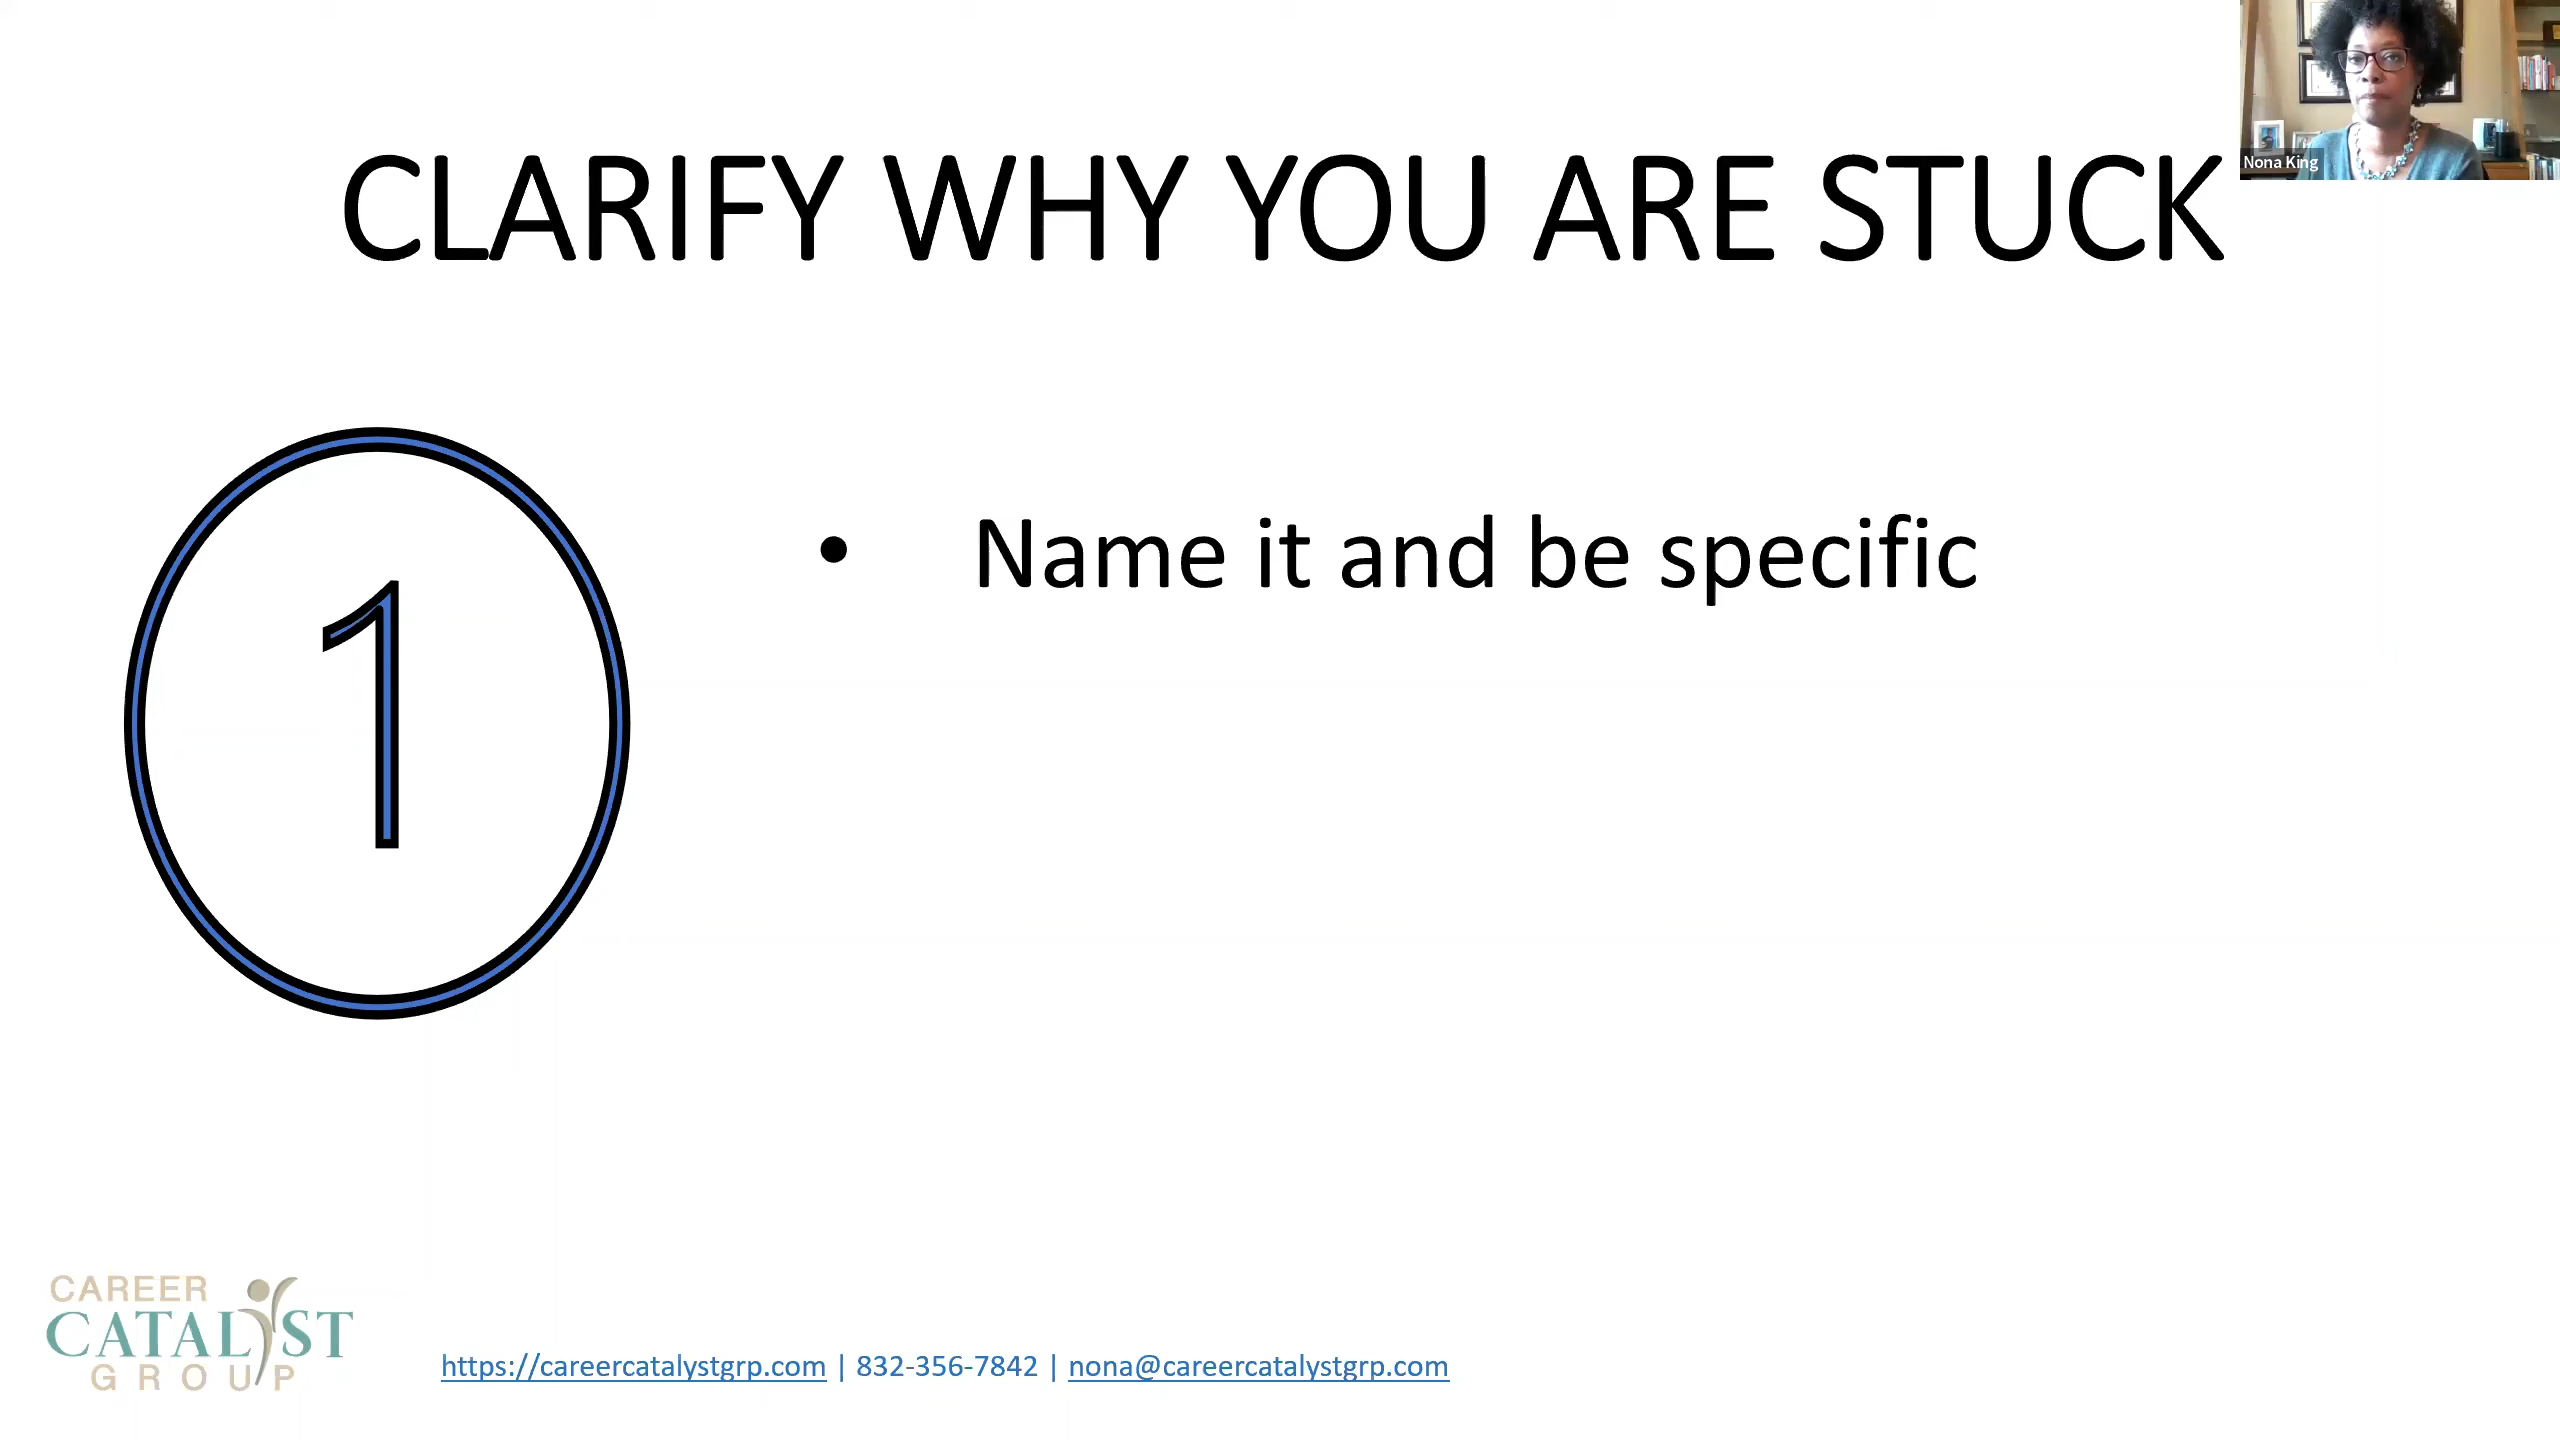 CLARIFY WHY YOU ARE STUCK
Nona King
1
• Name it and be specific
CAREER
CATALYST
GROUP
https://careercatalystgrp.com | 832-356-7842 | nona@careercatalystgrp.com